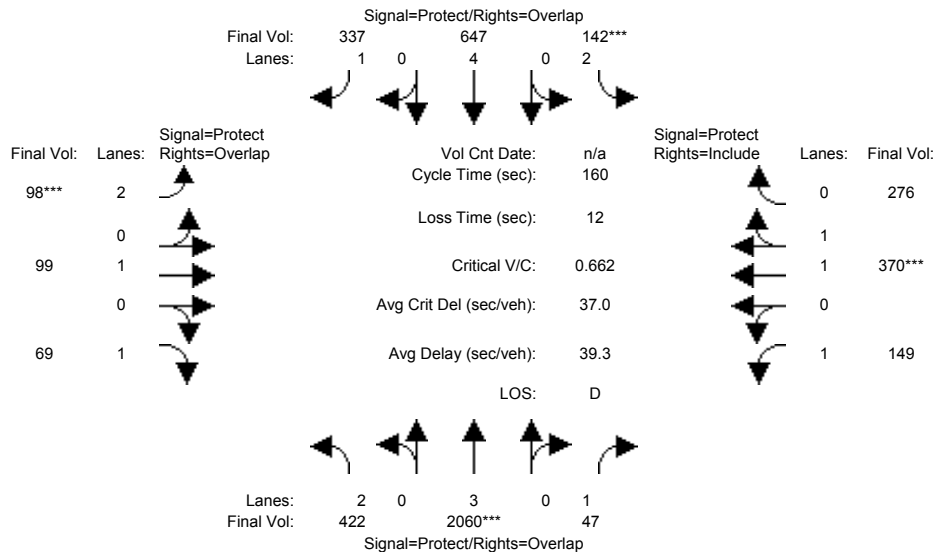 Signal=Protect/Rights=Overlap
Final Vol: 337 647 142***
Lanes: 1 0 4 0 2
Signal=Protect
Final Vol: Lanes: Rights=Overlap
Vol Cnt Date: n/a
Signal=Protect
Rights=Include Lanes: Final Vol:
Cycle Time (sec): 160
98*** 2
0 276
Loss Time (sec): 12
0
1
99 1
Critical V/C: 0.662
1 370***
0
Avg Crit Del (sec/veh): 37.0
0
69 1
Avg Delay (sec/veh): 39.3
1 149
LOS: D
Lanes: 2 0 3 0 1
Final Vol: 422 2060*** 47
Signal=Protect/Rights=Overlap